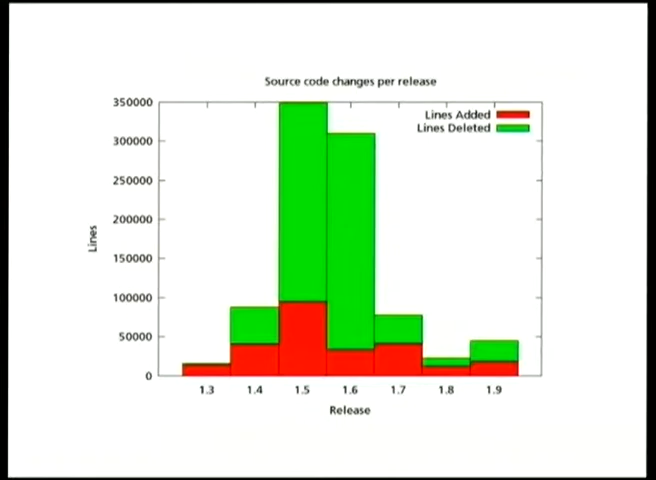 Source code changes per release
Lines Added
Lines Deleted
350000
300000
250000
200000
150000
100000
50000
0
Lines
1.3 1.4 1.5 1.6 1.7 1.8 1.9
Release